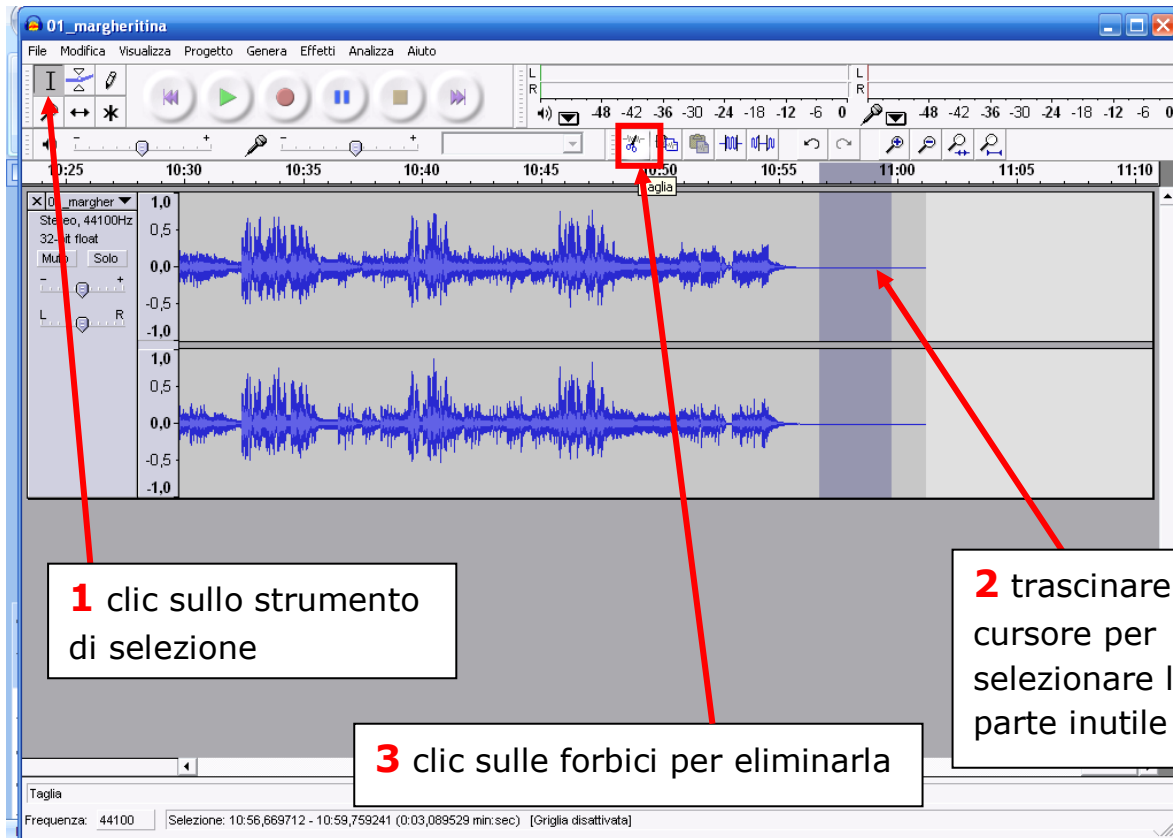 01_margheritina
File Modifica Visualizza Progetto Genera Effetti Analizza Aiuto
L
R
-48 -42 -36 -30 -24 -18 -12 -6 0
L
R
-48 -42 -36 -30 -24 -18 -12 -6 0
- +
- +
10:25 10:30 10:35 10:40 10:45 10:50 10:55 11:00 11:05 11:10
Stereo, 44100Hz
32-bit float
Mute Solo
- +
L R
1,0
0,5
0,0
-0,5
-1,0
1,0
0,5
0,0
-0,5
-1,0
1 clic sullo strumento
di selezione
2 trascinare
cursore per
selezionare l
parte inutile
3 clic sulle forbici per eliminarla
Taglia
Frequenza: 44100 Selezione: 10:56,669712 - 10:59,759241 (0:03,089529 min:sec) [Griglia disattivata]